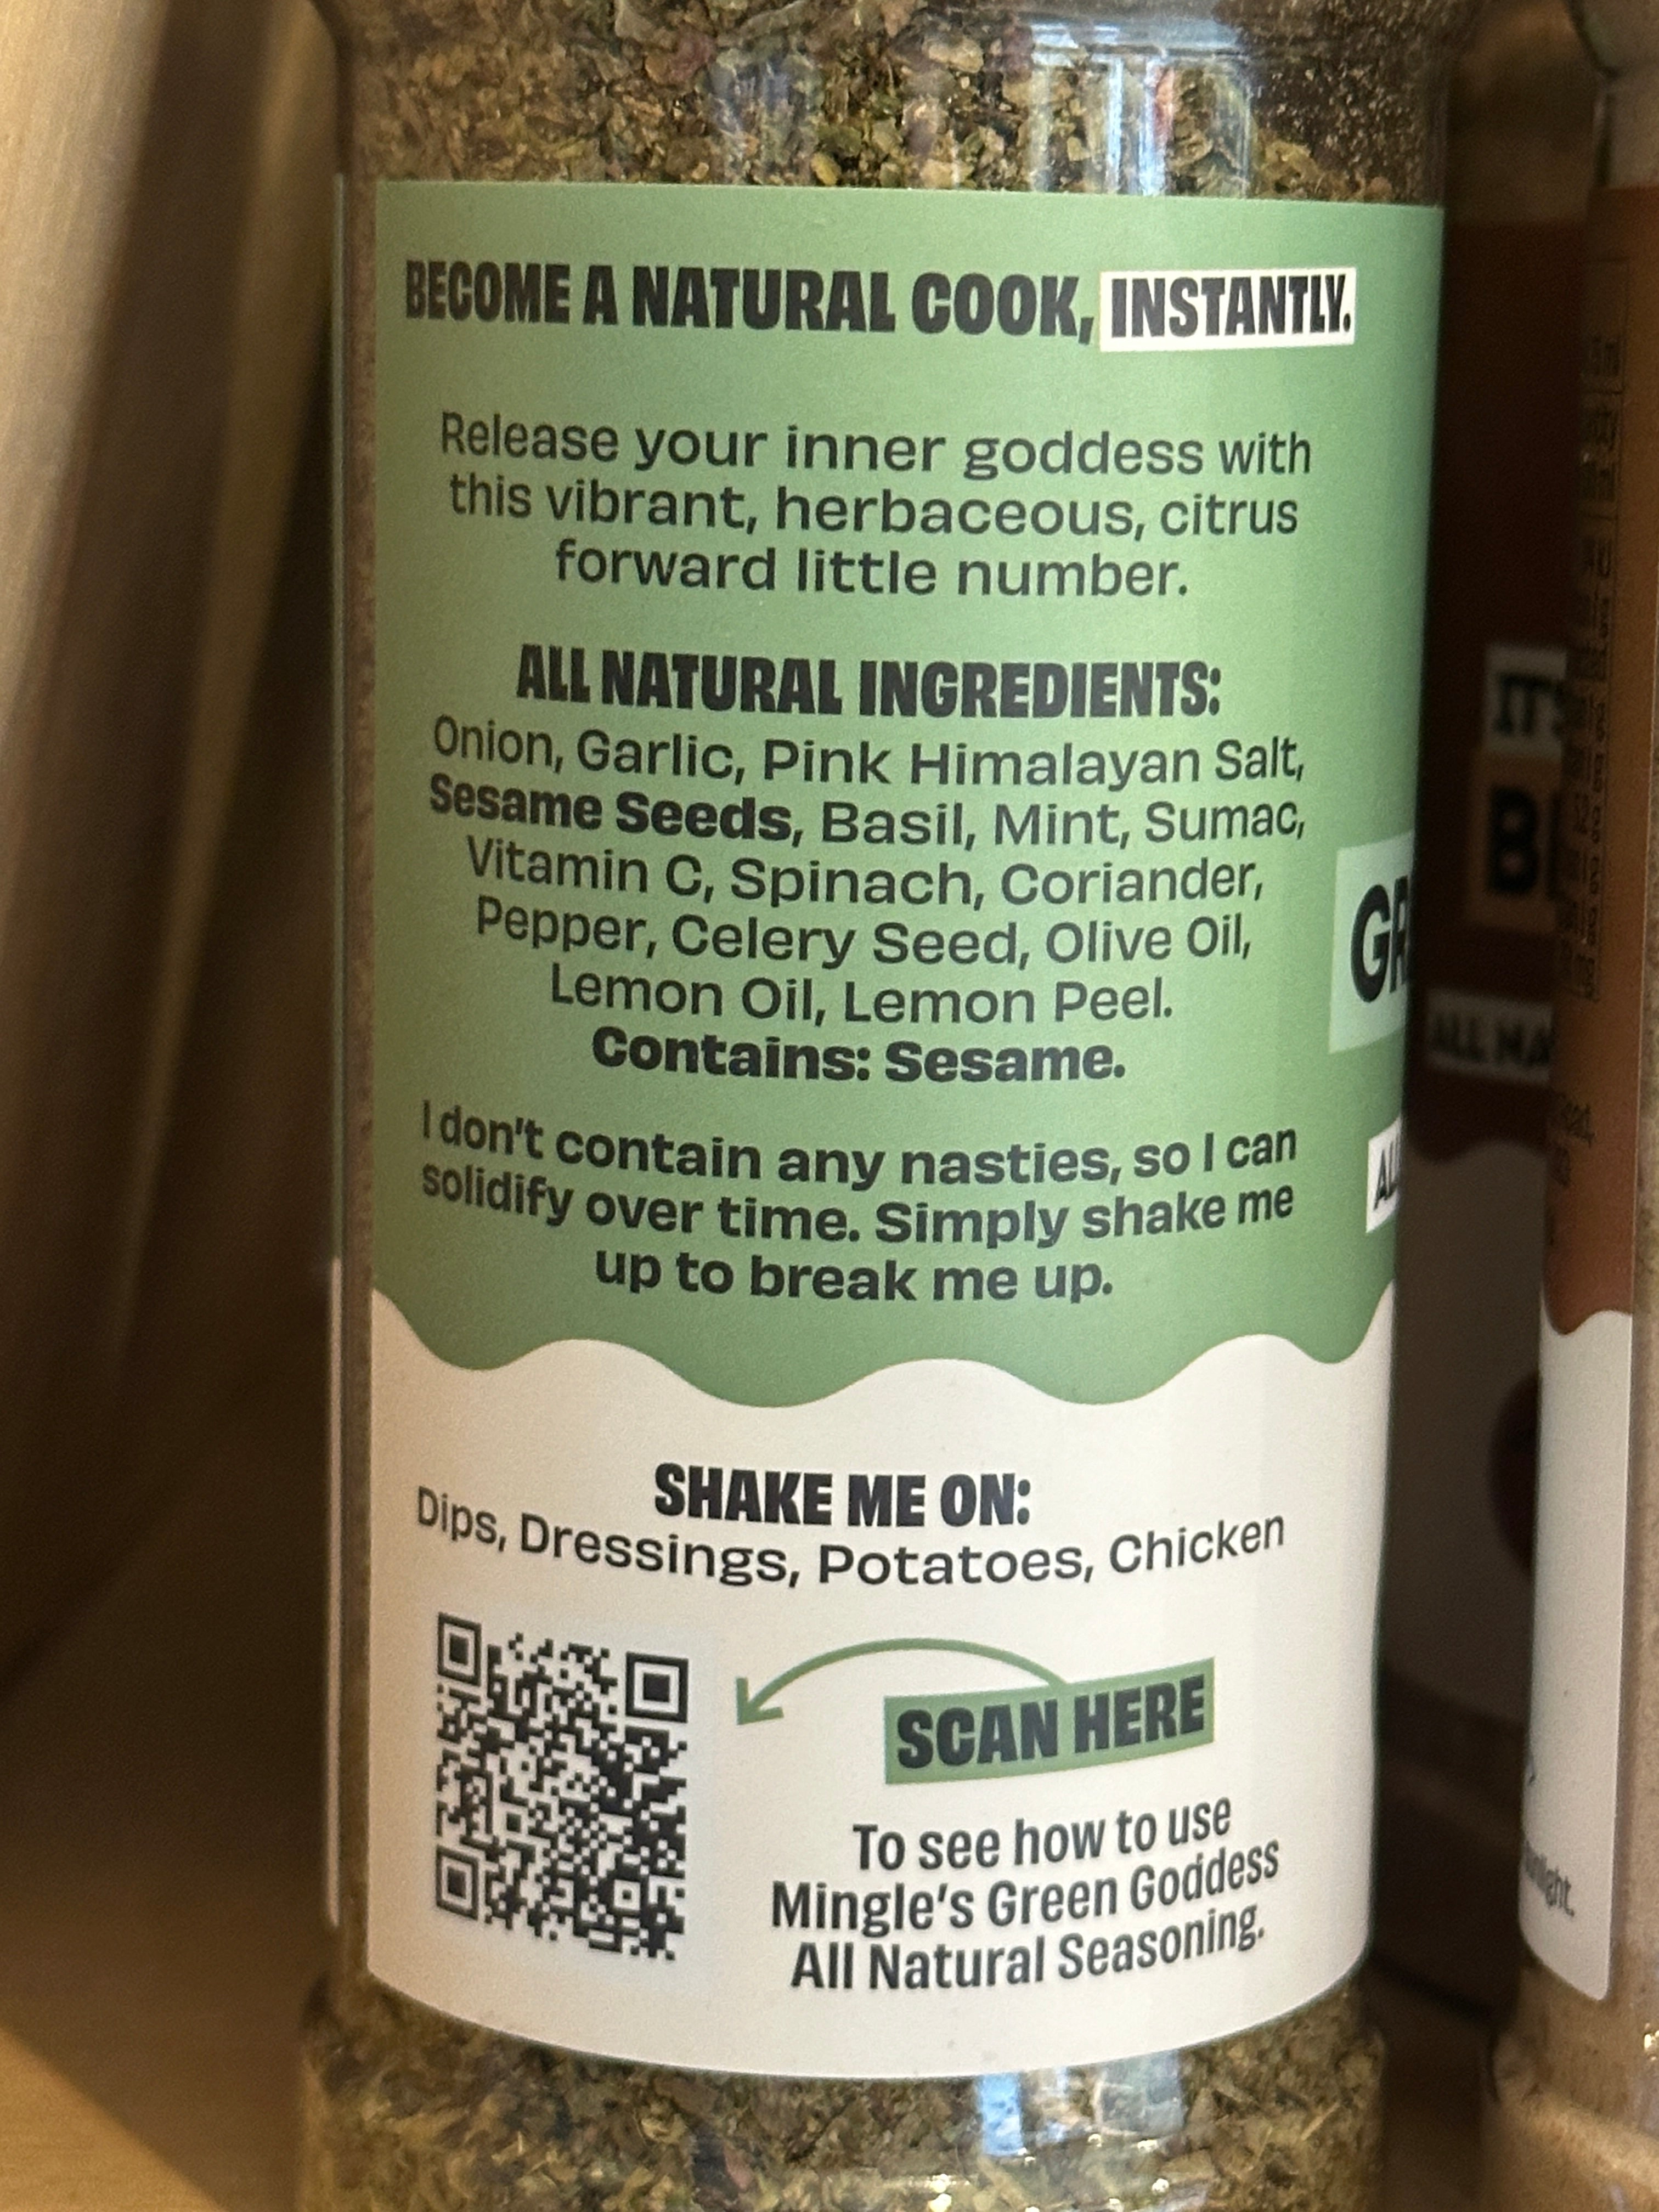 BECOME A NATURAL COOK, INSTANTLY.
Release your inner goddess with
this vibrant, herbaceous, citrus
forward little number.
ALL NATURAL INGREDIENTS:
Onion, Garlic, Pink Himalayan Salt,
Sesame Seeds, Basil, Mint, Sumac,
Vitamin C, Spinach, Coriander,
Pepper, Celery Seed, Olive Oil,
Lemon Oil, Lemon Peel.
Contains: Sesame.
I don't contain any nasties, so I can
solidify over time. Simply shake me
up to break me up.
SHAKE ME ON:
Dips, Dressings, Potatoes, Chicken
SCAN HERE
To see how to use
Mingle's Green Goddess
All Natural Seasoning.